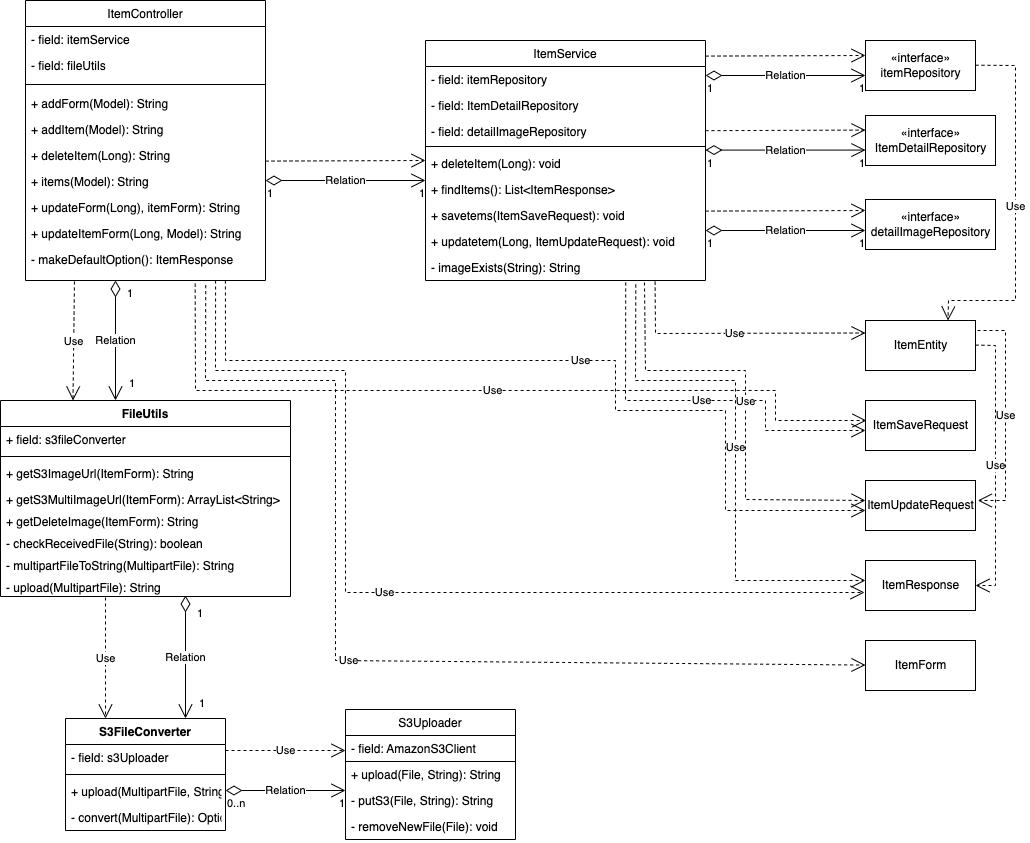 ItemController
- field: itemService
- field: fileUtils
+ addForm(Model): String
+ addItem(Model): String
+ deleteItem(Long): String
+ items(Model): String
+ updateForm(Long), itemForm): String
+ updateItemForm(Long, Model): String
- makeDefaultOption(): ItemResponse
1
Relation
1
ItemService
- field: itemRepository
- field: ItemDetailRepository
- field: detailImageRepository
+ deleteItem(Long): void
+ findItems(): List<ItemResponse>
+ savetems(ItemSaveRequest): void
+ updatetem(Long, ItemUpdateRequest): void
- imageExists(String): String
Relation
1
1
«interface»
itemRepository
Relation
1
1
«interface»
ItemDetailRepository
Relation
1
1
«interface»
detailImageRepository
Use
1
Use
Relation
1
Use
ItemEntity
Use
Use
Use
Use
Use
ItemSaveRequest
Use
Use
Use
ItemUpdateRequest
ItemResponse
Use
Use
ItemForm
FileUtils
+ field: s3fileConverter
+ getS3ImageUrl(ItemForm): String
+ getS3MultiImageUrl(ItemForm): ArrayList<String>
+ getDeleteImage(ItemForm): String
- checkReceivedFile(String): boolean
- multipartFileToString(MultipartFile): String
- upload(MultipartFile): String
1
Use
Relation
1
S3FileConverter
- field: s3Uploader
+ upload(MultipartFile, String
- convert(MultipartFile): Optic
Use
Relation
0..n
1
S3Uploader
- field: AmazonS3Client
+ upload(File, String): String
- putS3(File, String): String
- removeNewFile(File): void